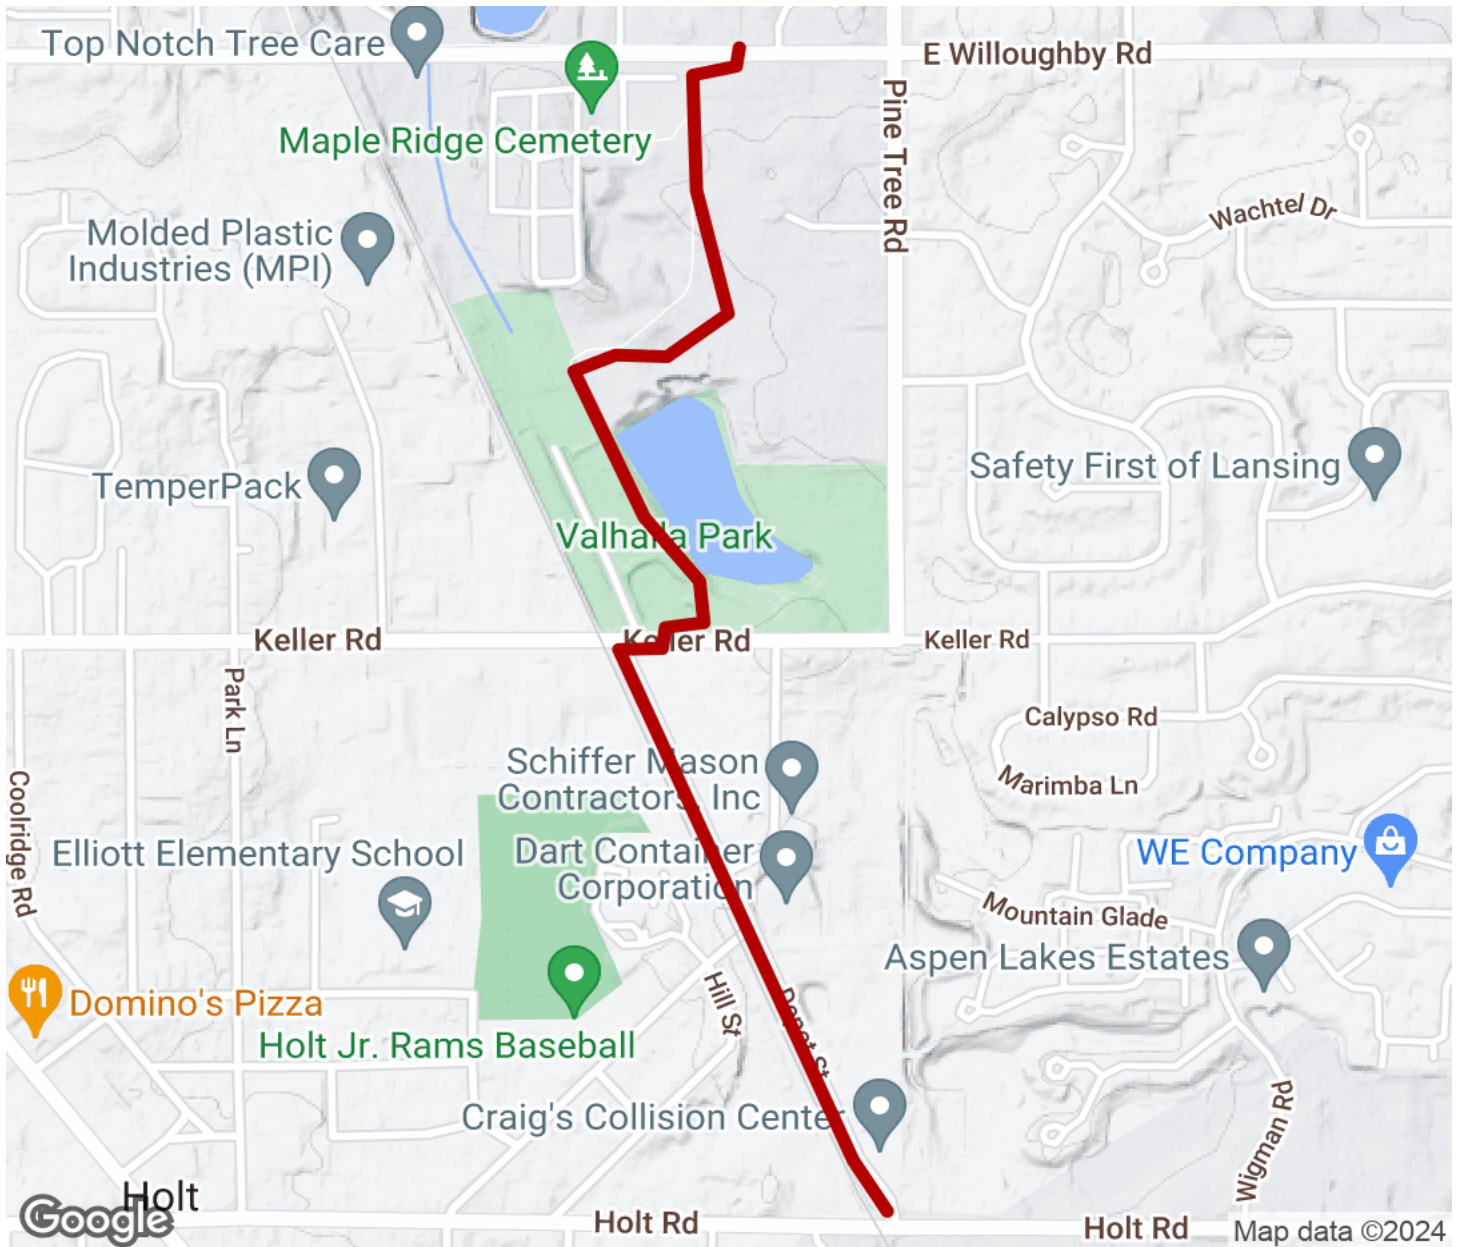 Top Notch Tree Care
E Willoughby Rd
Maple Ridge Cemetery
Pine Tree Rd
Wachtel Dr
Molded Plastic
Industries (MPI)
Safety First of Lansing
TemperPack
Valhalla Park
Keller Rd
Keller Rd
Keller Rd
Park Ln
Calypso Rd
Marimba Ln
Schiffer Mason
Contractors, Inc
Coolridge Rd
Elliott Elementary School
Dart Container
Corporation
WE Company
Mountain Glade
Aspen Lakes Estates
Domino's Pizza
Hill St
Depot St
Holt Jr. Rams Baseball
Craig's Collision Center
Wigman Rd
Holt
Google
Holt Rd
Holt Rd
Map data ©2024